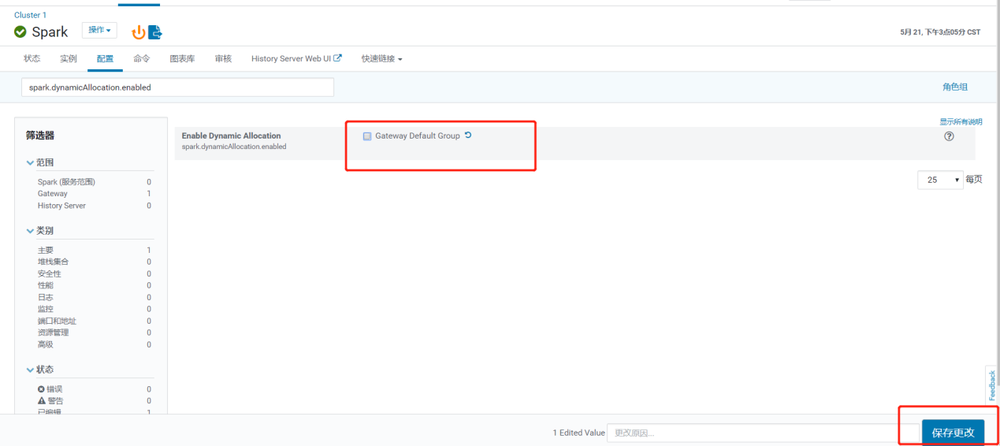 Cluster 1
Spark 操作
5月 21, 下午3点05分 CST
状态 实例 配置 命令 图表库 审核 History Server Web UI 快速链接
spark.dynamicAllocation.enabled
角色组
显示所有说明
筛选器
Enable Dynamic Allocation
Gateway Default Group
spark.dynamicAllocation.enabled
范围
Spark (服务范围) 0
Gateway 1
History Server 0
25 每页
类别
主要 1
堆栈集合 0
安全性 0
性能 0
日志 0
监控 0
端口和地址 0
资源管理 0
高级 0
状态
错误 0
警告 0
已编辑 1
Feedback
1 Edited Value 更改原因... 保存更改